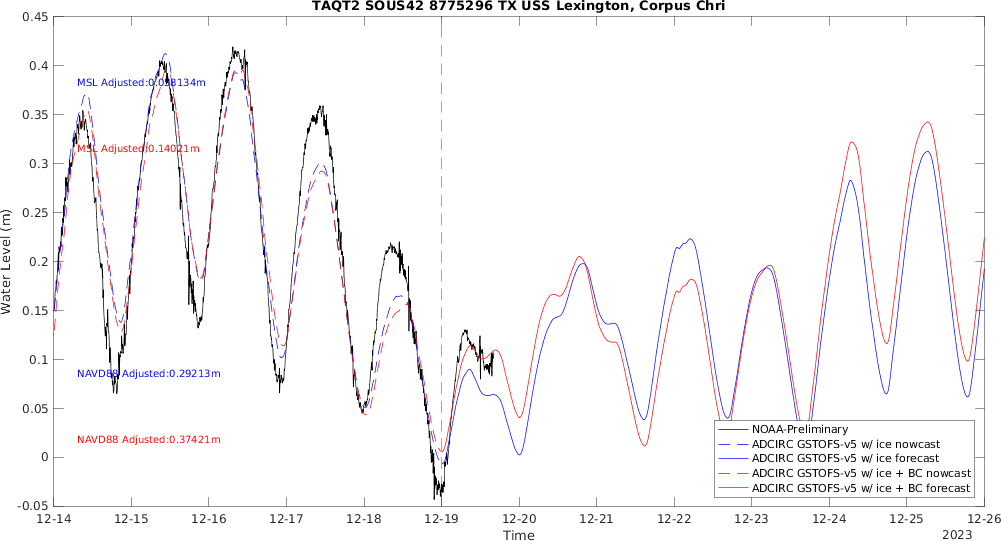 TAQT2 SOUS42 8775296 TX USS Lexington, Corpus Chri
0.45
0.4
0.35
0.3
0.25
0.2
0.15
0.1
0.05
0
-0.05
Water Level (m)
MSL Adjusted:0.098134m
MSL Adjusted:0.14021m
NAVD88 Adjusted:0.29213m
NAVD88 Adjusted:0.37421m
NOAA-Preliminary
ADCIRC GSTOFS-v5 w/ ice nowcast
ADCIRC GSTOFS-v5 w/ ice forecast
ADCIRC GSTOFS-v5 w/ ice + BC nowcast
ADCIRC GSTOFS-v5 w/ ice + BC forecast
12-14 12-15 12-16 12-17 12-18 12-19 12-20 12-21 12-22 12-23 12-24 12-25 12-26
Time
2023